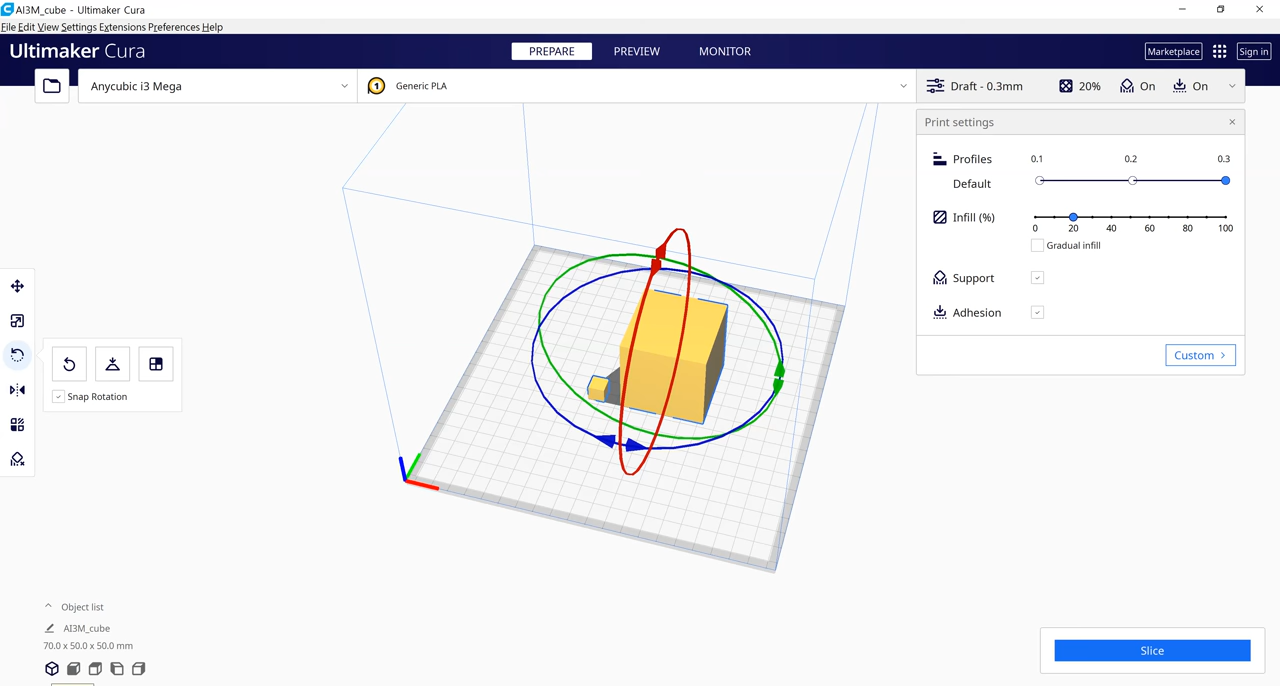 AI3M_cube - Ultimaker Cura
File Edit View Settings Extensions Preferences Help
Ultimaker Cura
PREPARE
PREVIEW
MONITOR
Marketplace
Sign in
Anycubic i3 Mega
1
Generic PLA
Draft - 0.3mm
20%
On
On
Print settings
Profiles
0.1 0.2 0.3
Default
Infill (%)
0 20 40 60 80 100
Gradual infill
Support
Adhesion
Custom
Snap Rotation
Object list
AI3M_cube
70.0 x 50.0 x 50.0 mm
Slice